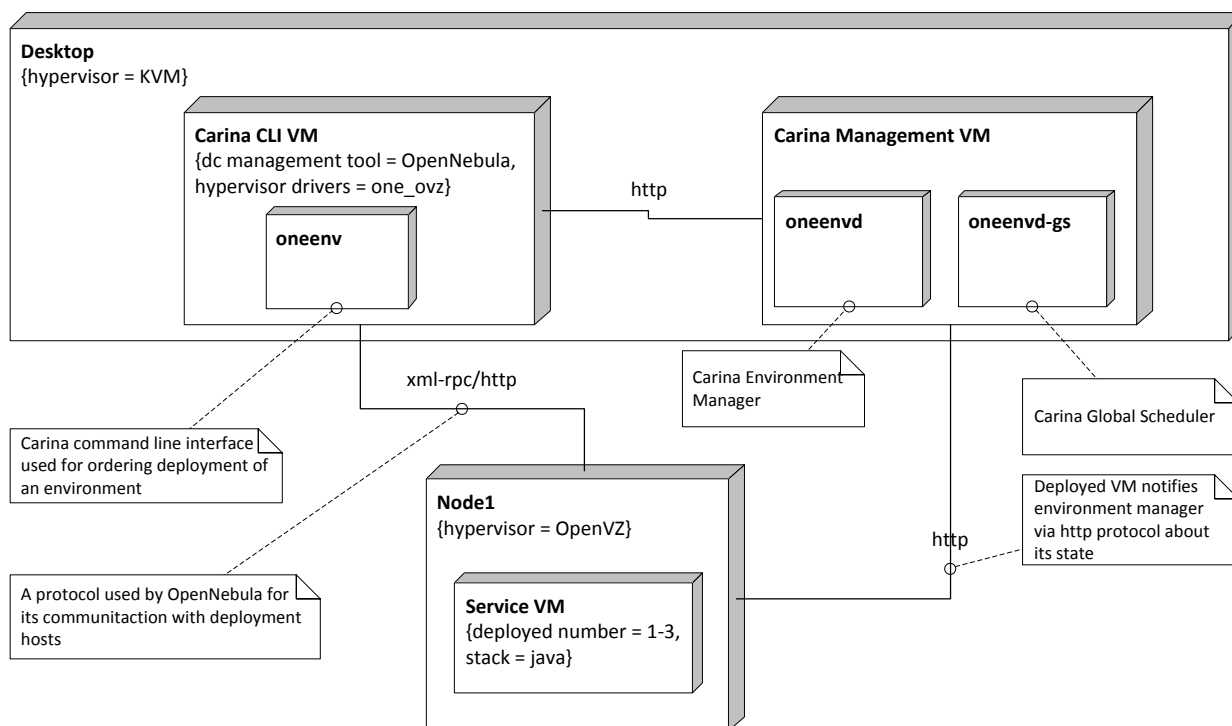 Desktop
{hypervisor = KVM}
Carina CLI VM
{dc management tool = OpenNebula,
hypervisor drivers = one_ovz}
oneenv
http
Carina Management VM
oneenvd
oneenvd-gs
xml-rpc/http
Carina Environment
Manager
Carina Global Scheduler
Carina command line interface
used for ordering deployment of
an environment
Node1
{hypervisor = OpenVZ}
http
Deployed VM notifies
environment manager
via http protocol about
its state
A protocol used by OpenNebula for
its communitaction with deployment
hosts
Service VM
{deployed number = 1-3,
stack = java}